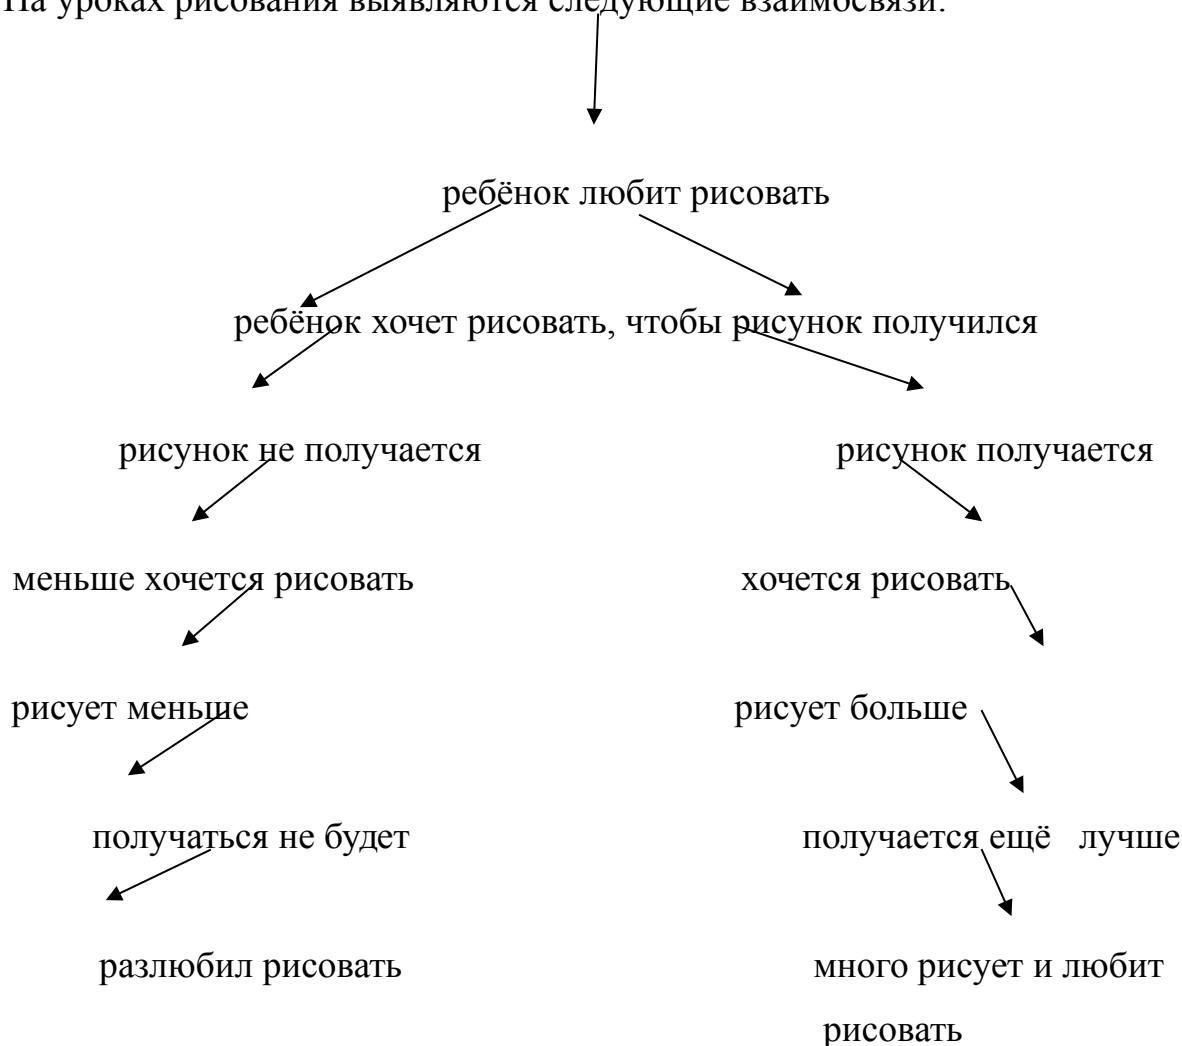 На уроках рисования выявляются следующие взаимосвязи:
ребёнок любит рисовать
ребёнок хочет рисовать, чтобы рисунок получился
рисунок не получается
рисунок получается
меньше хочется рисовать
хочется рисовать
рисует меньше
рисует больше
получаться не будет
получается ещё лучше
разлюбил рисовать
много рисует и любит
рисовать